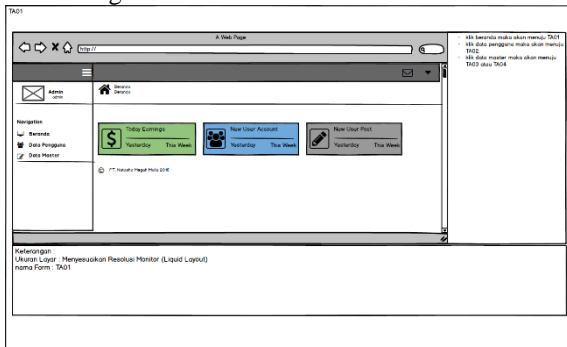 TA01
A Web Page
http://
klik beranda maka akan menuju TA01
klik data pengguna maka akan menuju
TA02
klik data master maka akan menuju
TA03 atau TA04
Admin
admin
Beranda
Beranda
Navigation
Beranda
Data Pengguna
Data Master
Today Earnings
Yesterday This Week
New User Account
Yesterday This Week
New User Post
Yesterday This Week
Keterangan :
Ukuran Layar : Menyesuaikan Resolusi Monitor (Liquid Layout)
nama Form : TA01